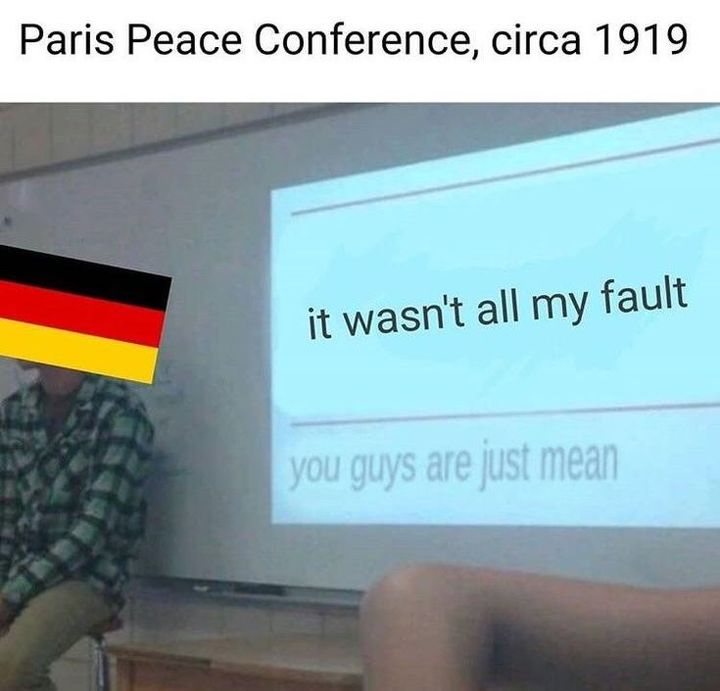 Paris Peace Conference, circa 1919
it wasn't all my fault
you guys are just mean